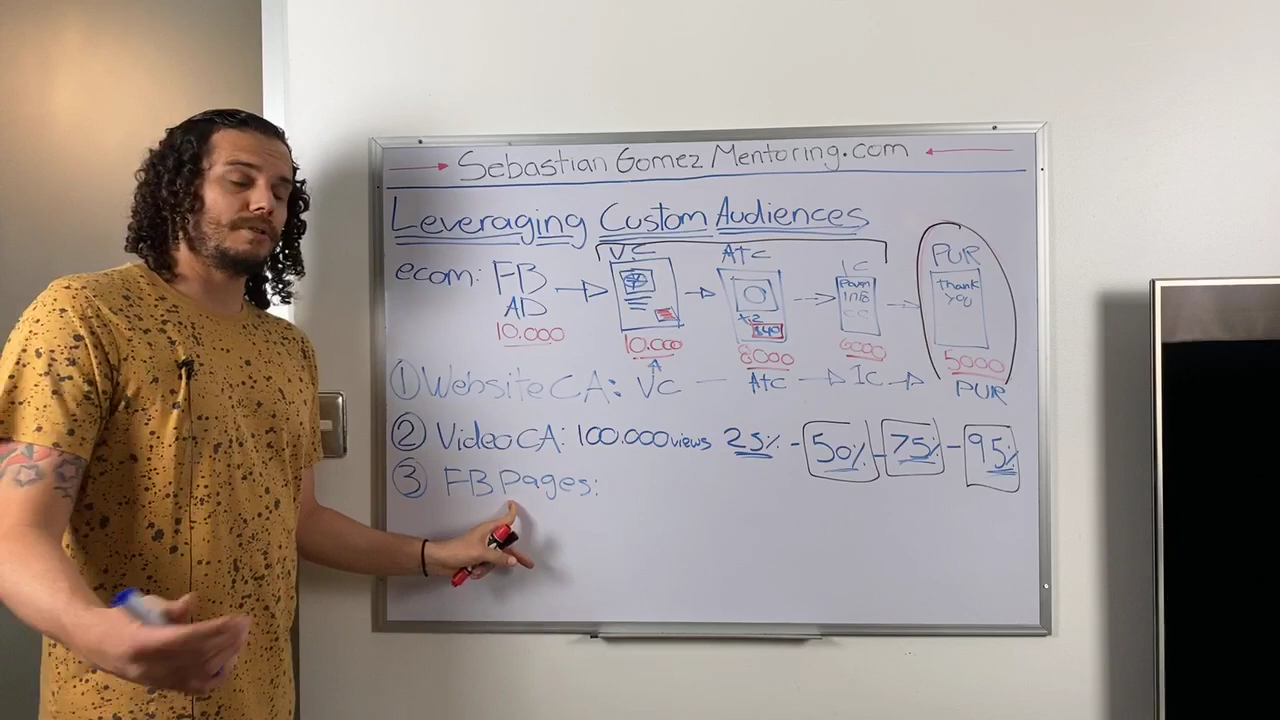 → Sebastian Gomez Mentoring.com ←
Leveraging Custom Audiences
VC ATC IC PUR
ecom: FB AD → → → →
+2 $40
Thank you
10.000 10.000 8000 6000 5000
① Website CA: VC — ATC → IC → PUR
② Video CA: 100.000 views 25% - 50% - 75% - 95%
③ FB Pages: